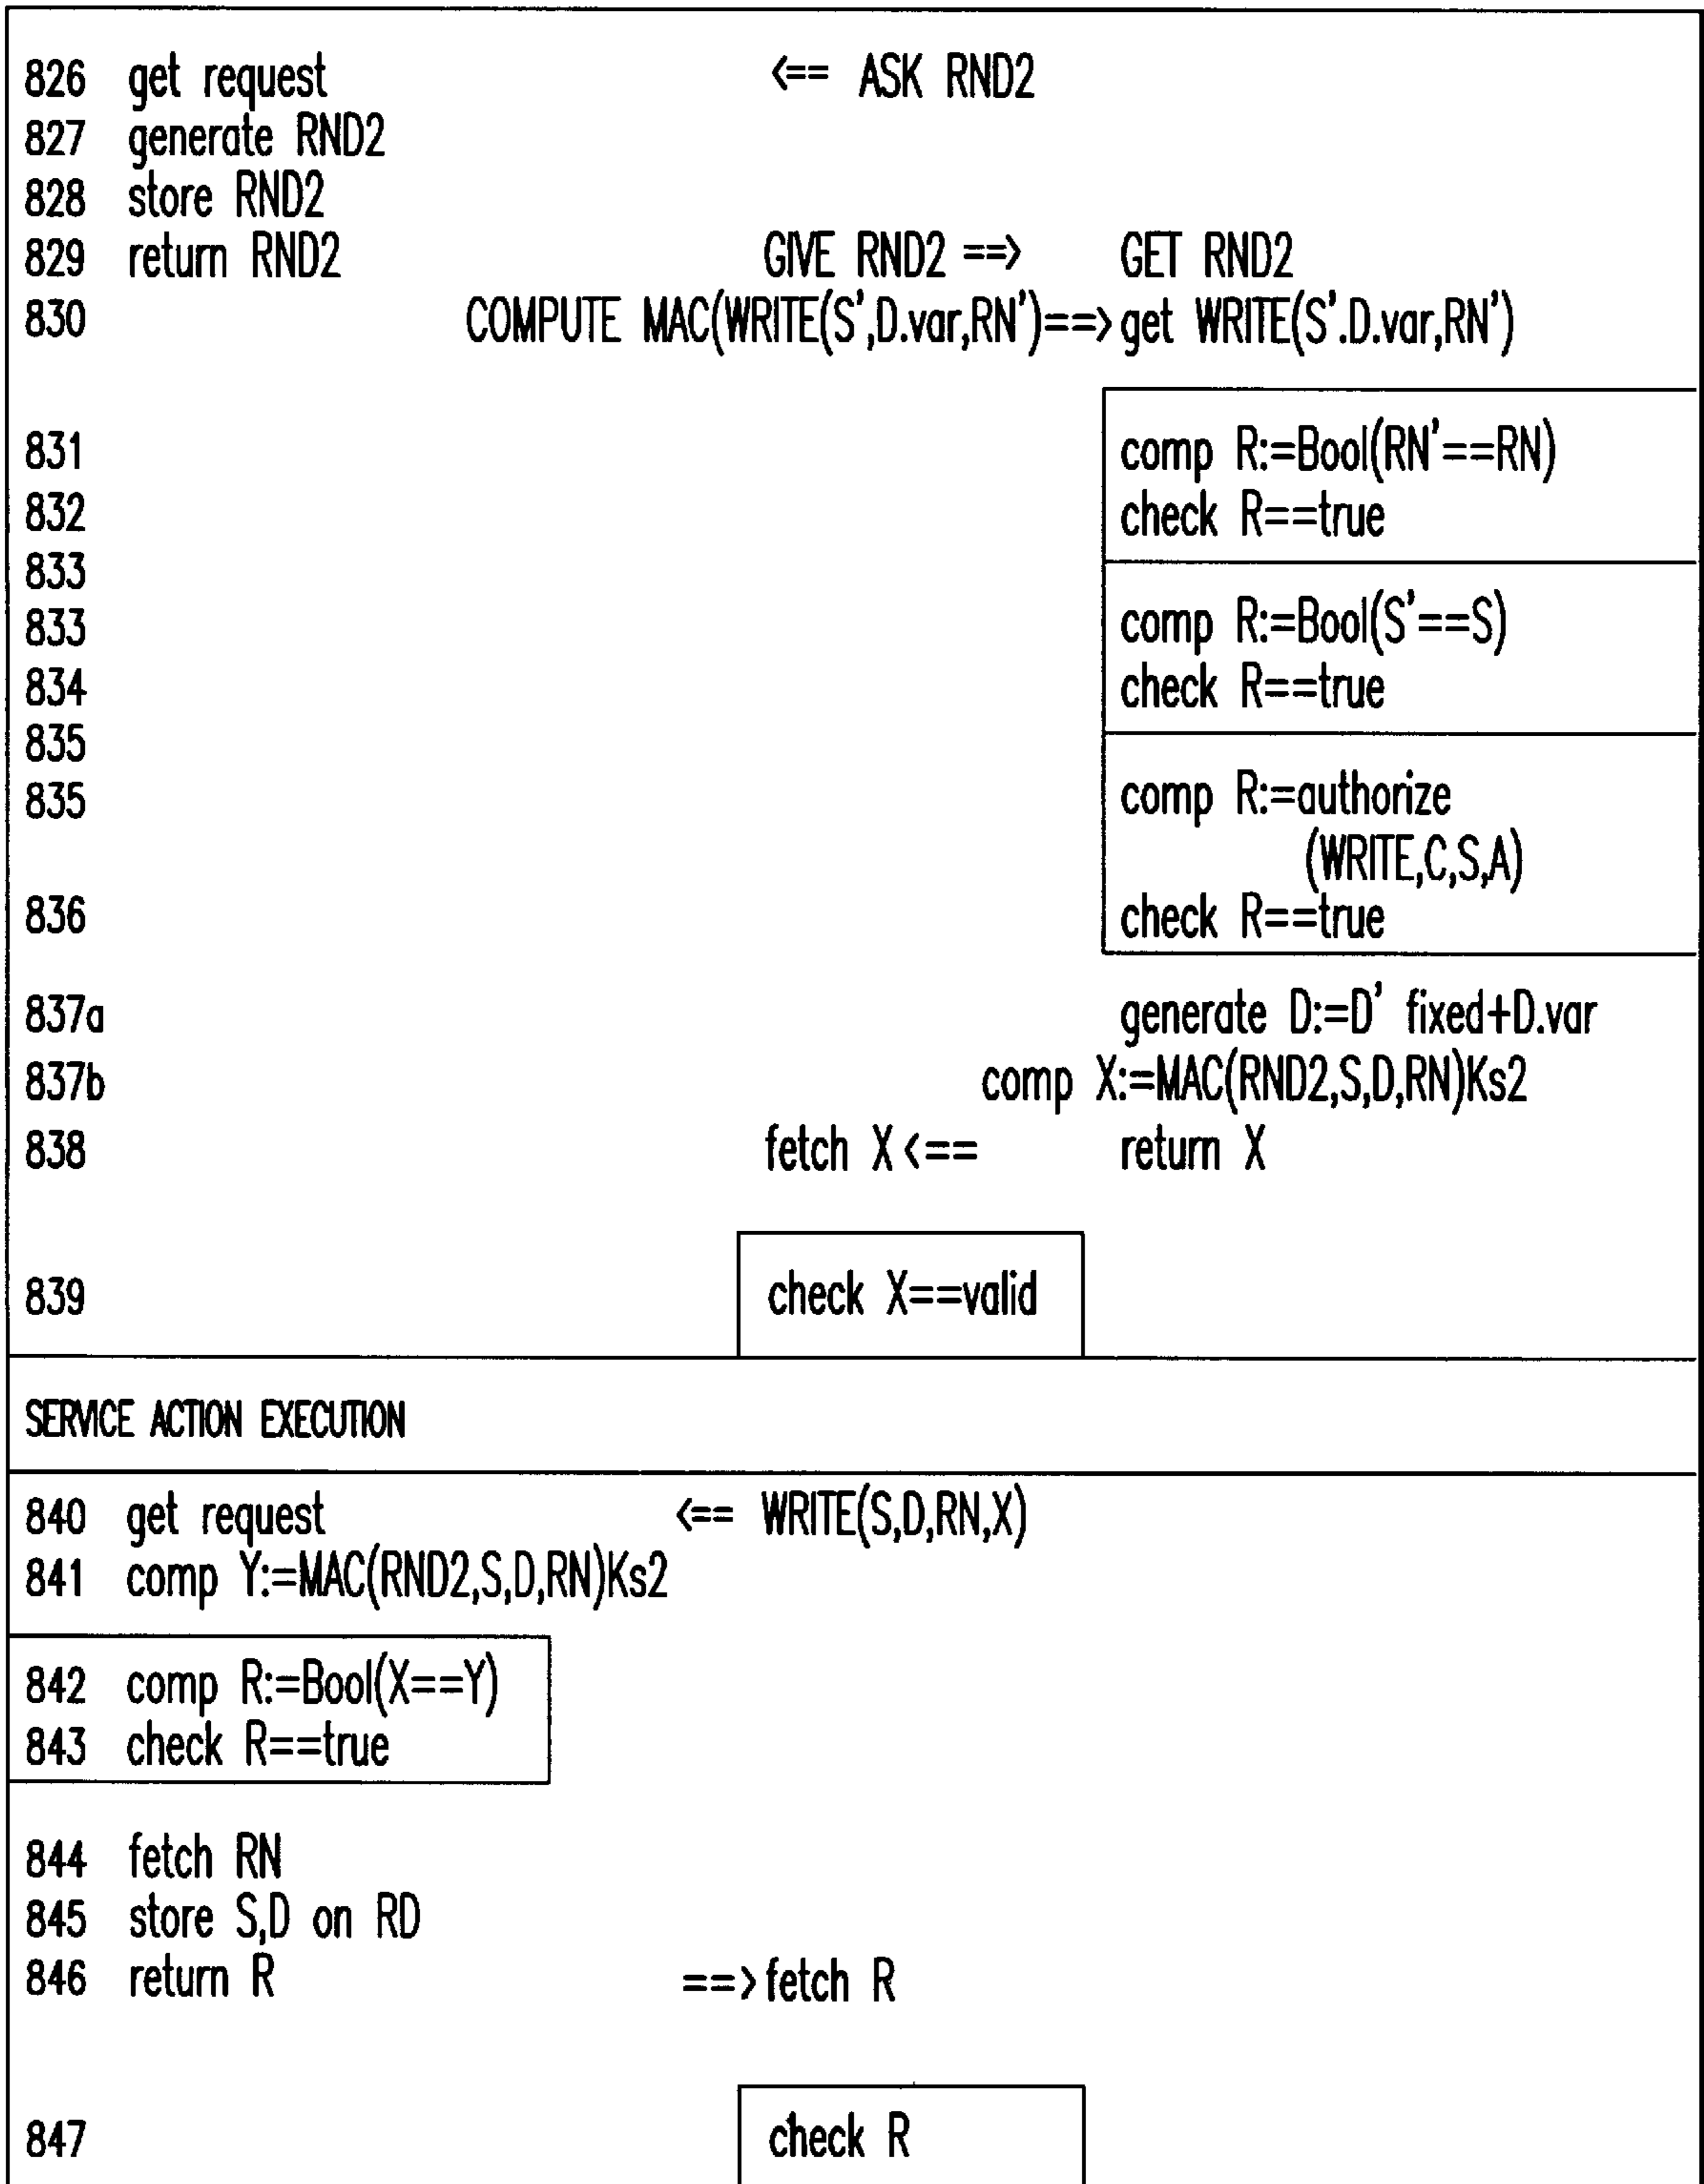 826 get request <== ASK RND2
827 generate RND2
828 store RND2
829 return RND2 GIVE RND2 ==> GET RND2
830 COMPUTE MAC(WRITE(S',D.var,RN')==> get WRITE(S'.D.var,RN')
831 comp R:=Bool(RN'==RN)
832 check R==true
833
833 comp R:=Bool(S'==S)
834 check R==true
835
835 comp R:=authorize
(WRITE,C,S,A)
836 check R==true
837a generate D:=D' fixed+D.var
837b comp X:=MAC(RND2,S,D,RN)Ks2
838 fetch X <== return X
839 check X==valid
SERVICE ACTION EXECUTION
840 get request <== WRITE(S,D,RN,X)
841 comp Y:=MAC(RND2,S,D,RN)Ks2
842 comp R:=Bool(X==Y)
843 check R==true
844 fetch RN
845 store S,D on RD
846 return R ==> fetch R
847 check R